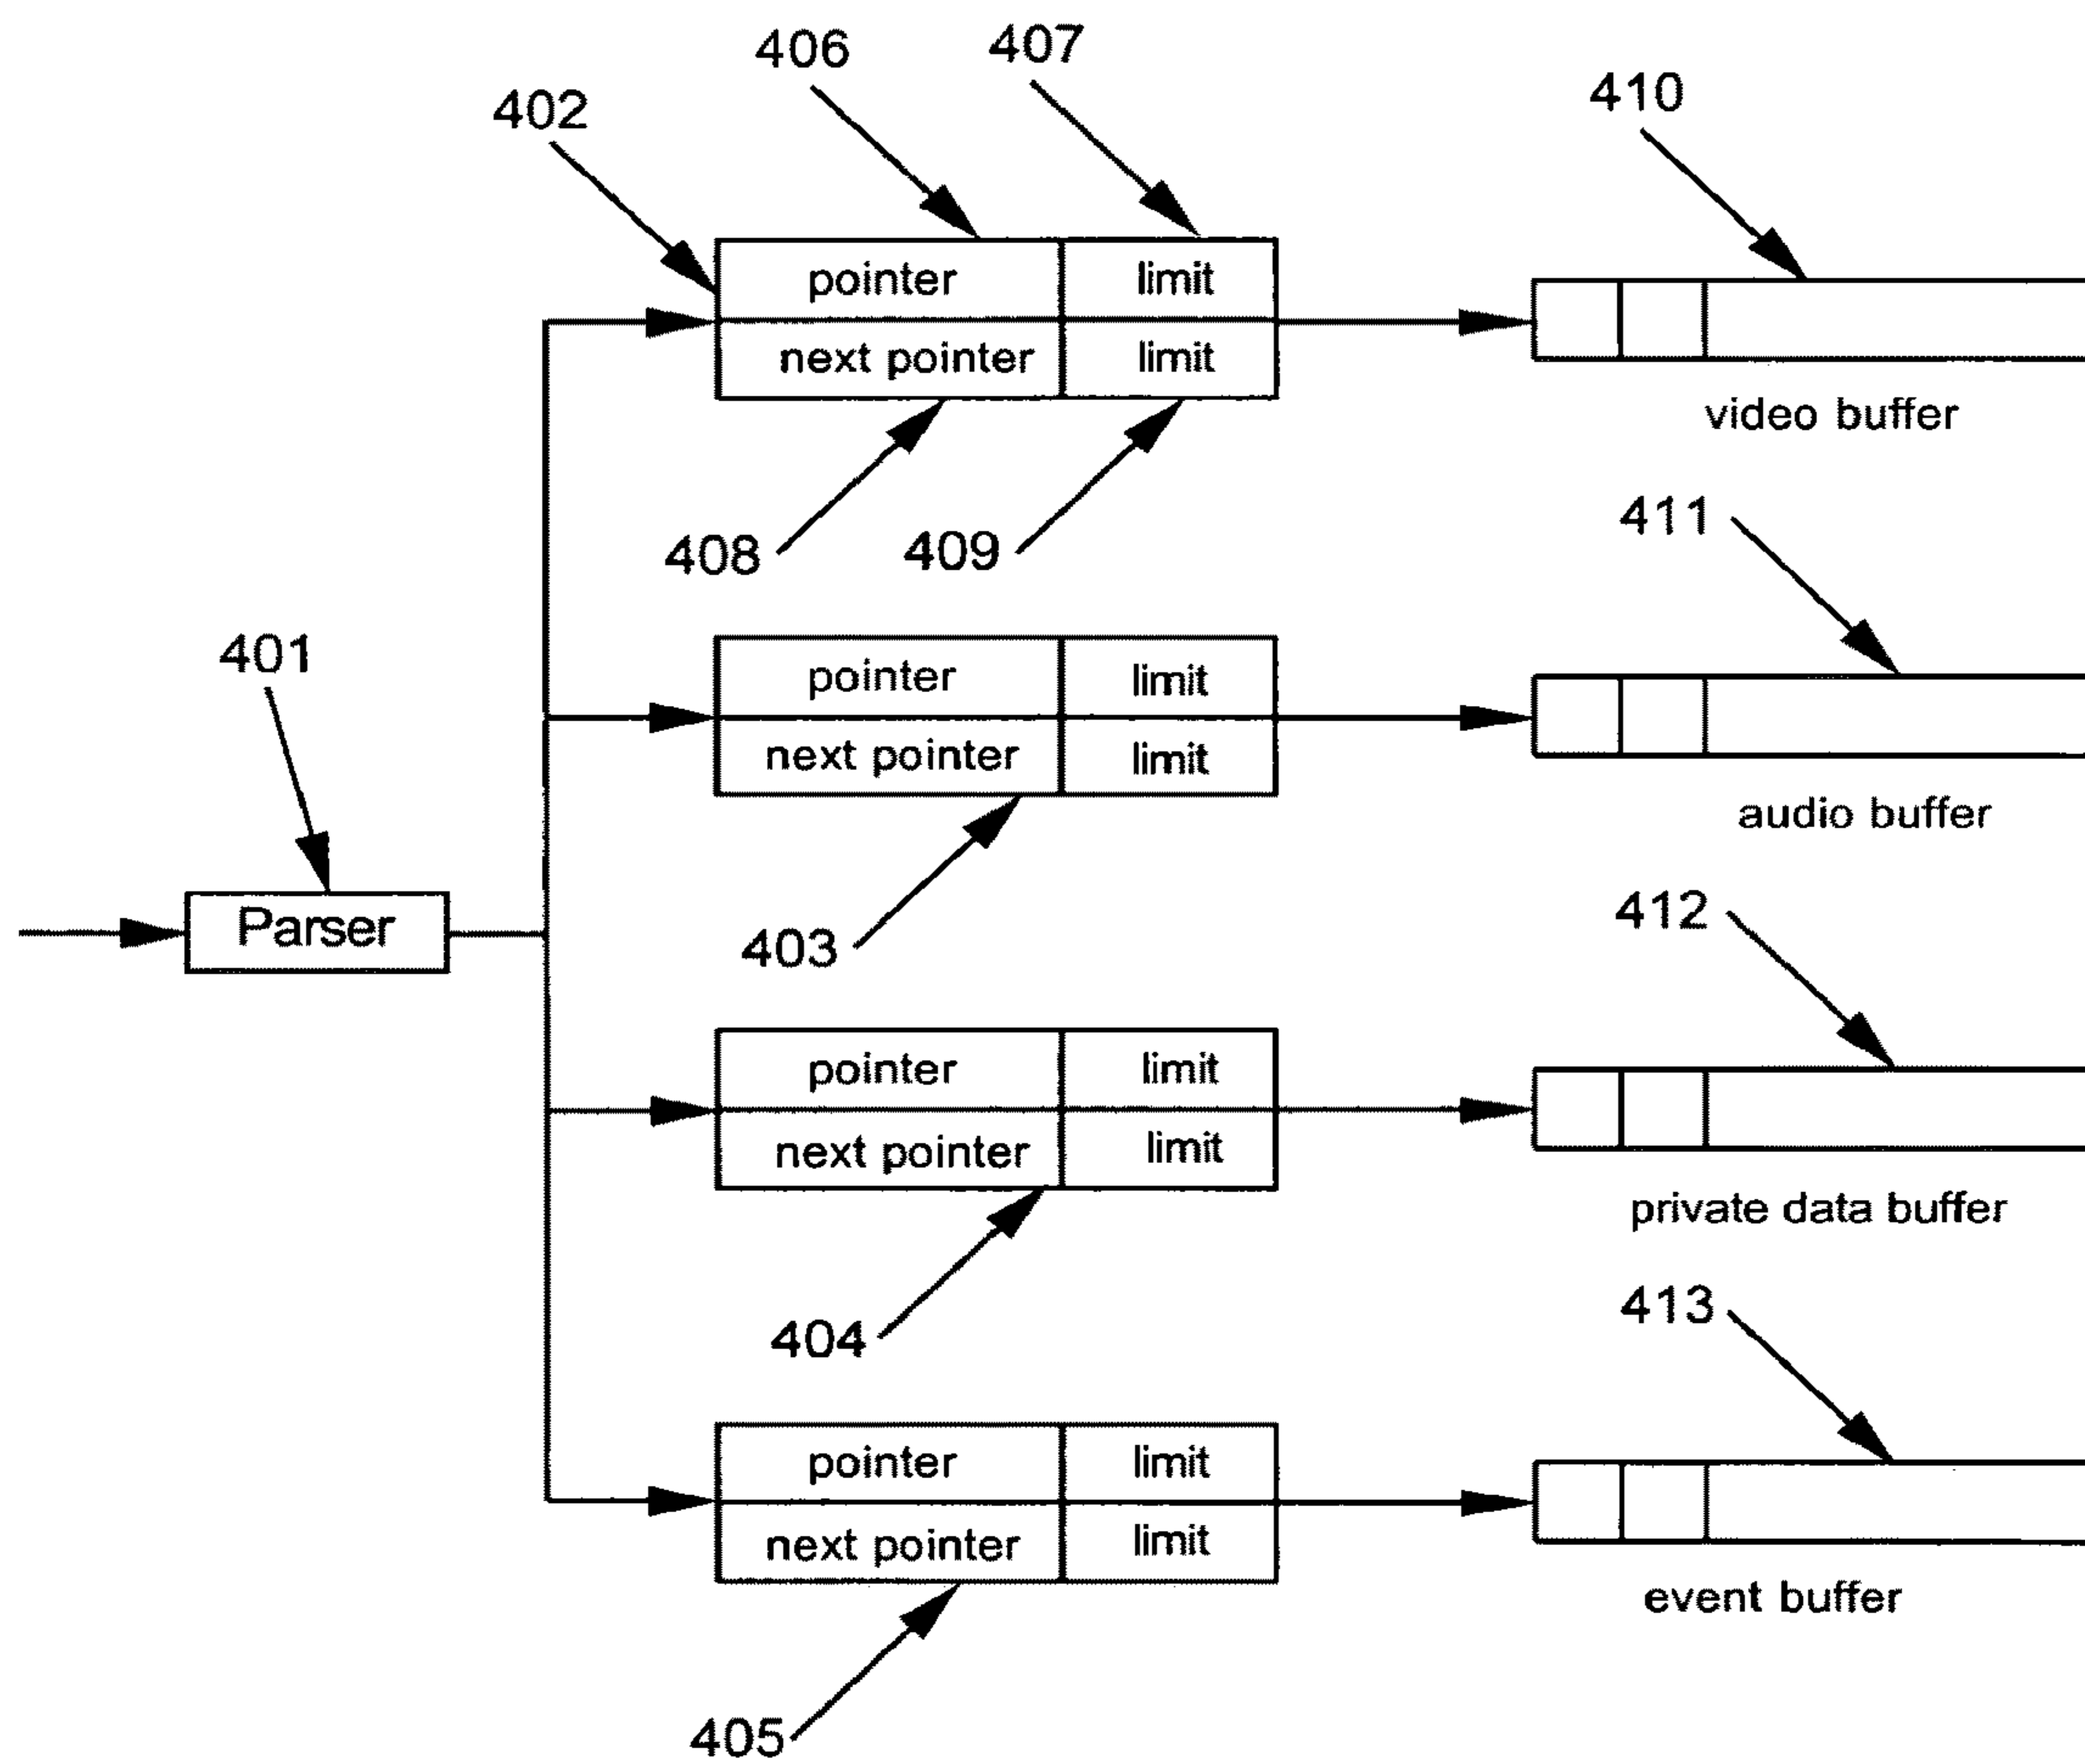 406 407
402 410
pointer limit
next pointer limit
video buffer
408 409
411
401
pointer limit
next pointer limit
audio buffer
403
412
Parser
pointer limit
next pointer limit
private data buffer
404
413
pointer limit
next pointer limit
event buffer
405